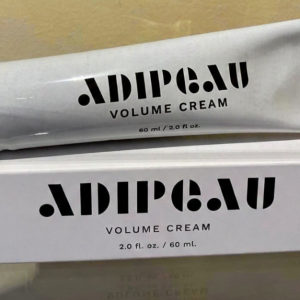 ADIPEAU
VOLUME CREAM
60 ml / 2.0 fl oz.
ADIPEAU
VOLUME CREAM
2.0 fl. oz. / 60 ml.